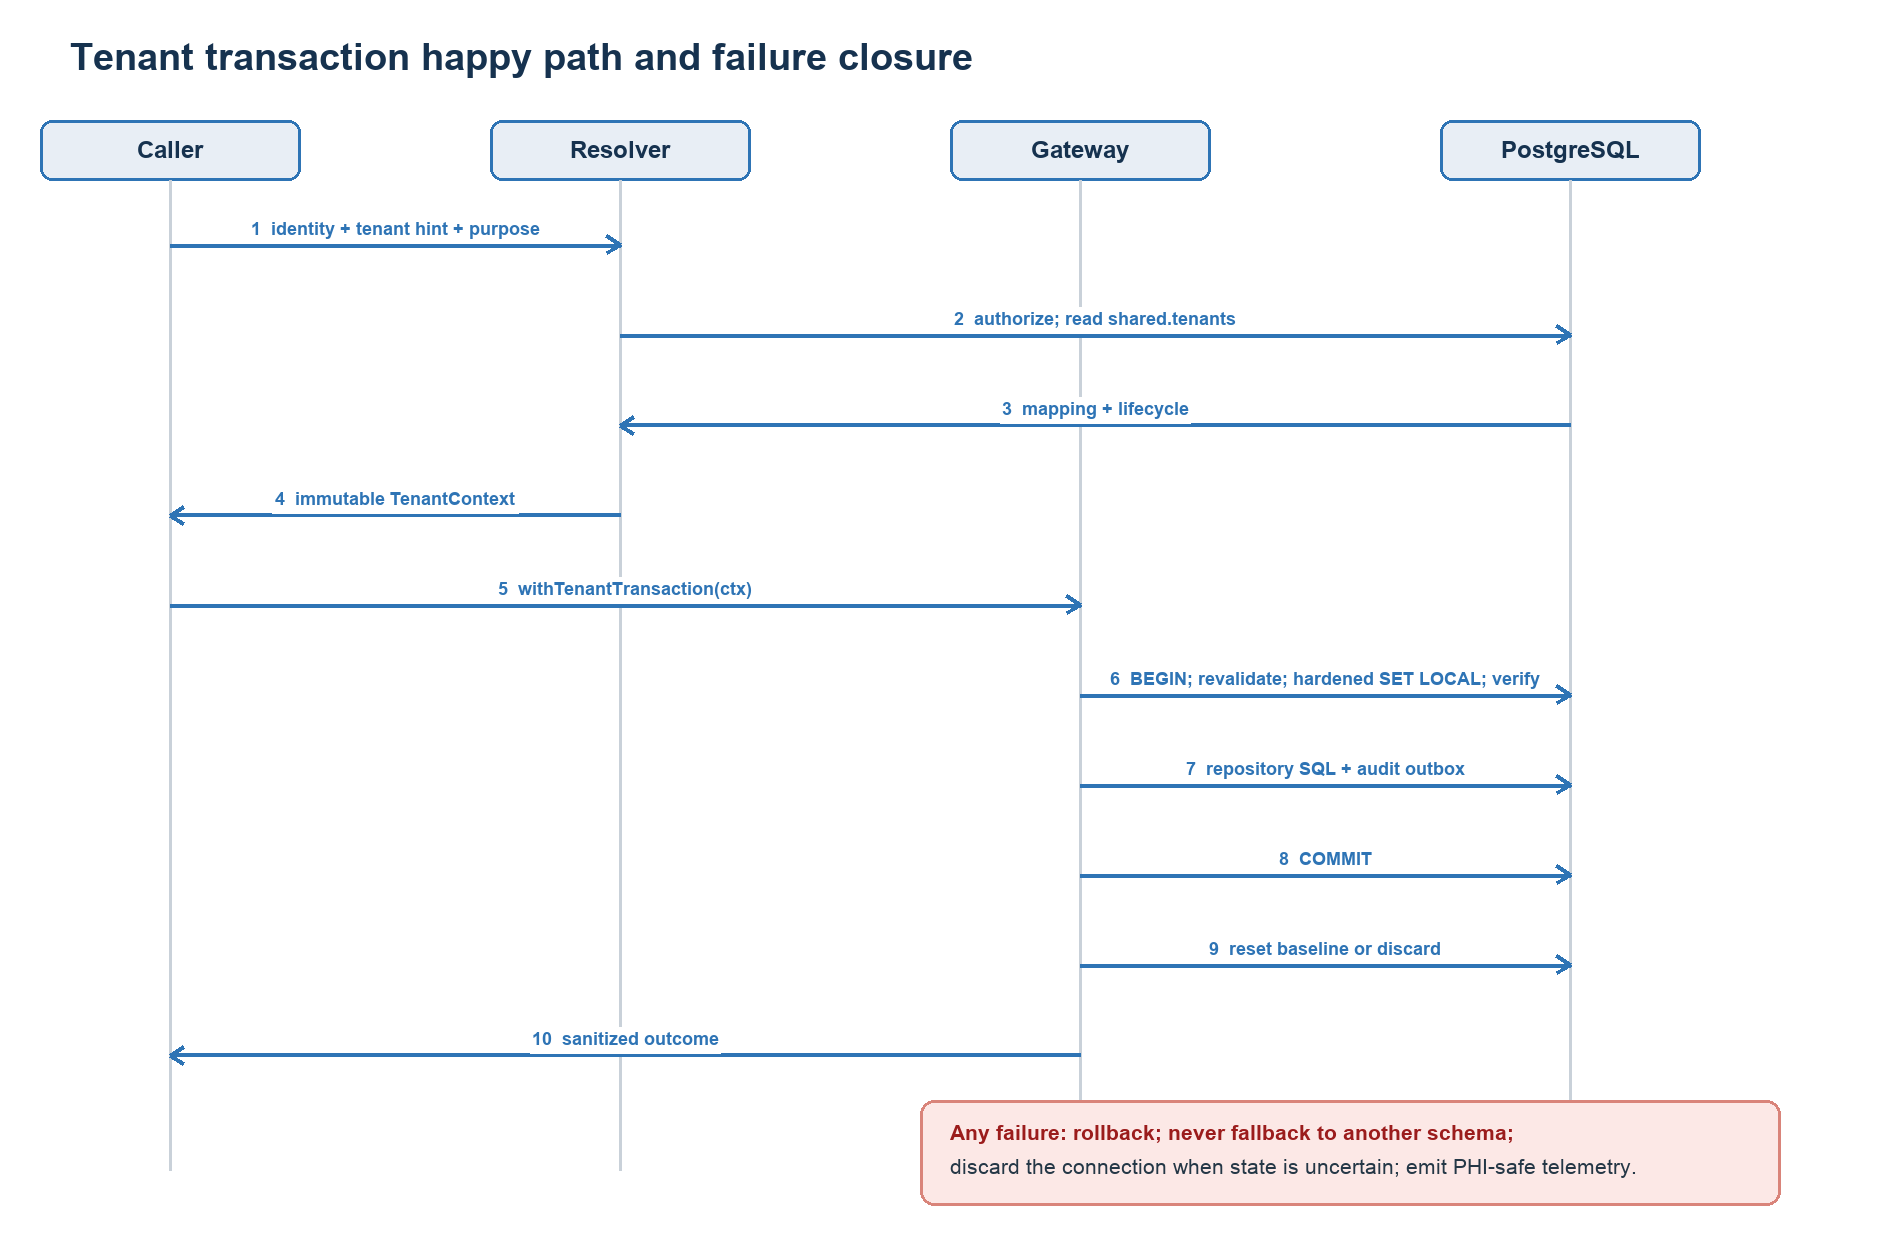 Tenant transaction happy path and failure closure
Caller
Resolver
Gateway
PostgreSQL
1 identity + tenant hint + purpose
2 authorize; read shared.tenants
3 mapping + lifecycle
4 immutable TenantContext
5 withTenantTransaction(ctx)
6 BEGIN; revalidate; hardened SET LOCAL; verify
7 repository SQL + audit outbox
8 COMMIT
9 reset baseline or discard
10 sanitized outcome
Any failure: rollback; never fallback to another schema;
discard the connection when state is uncertain; emit PHI-safe telemetry.